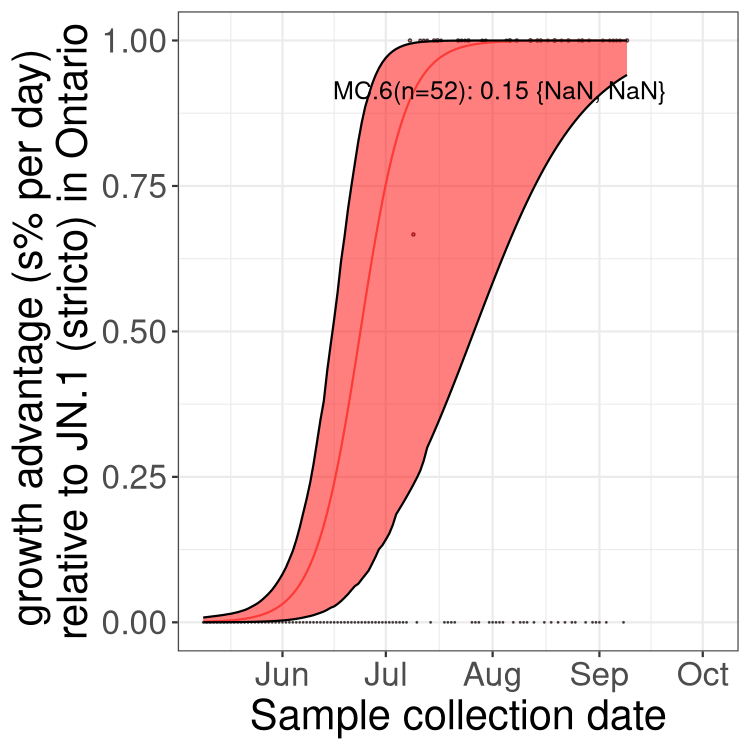 growth advantage (s% per day)
relative to JN.1 (stricto) in Ontario
1.00
0.75
0.50
0.25
0.00
MC.6(n=52): 0.15 {NaN, NaN}
Jun Jul Aug Sep Oct
Sample collection date